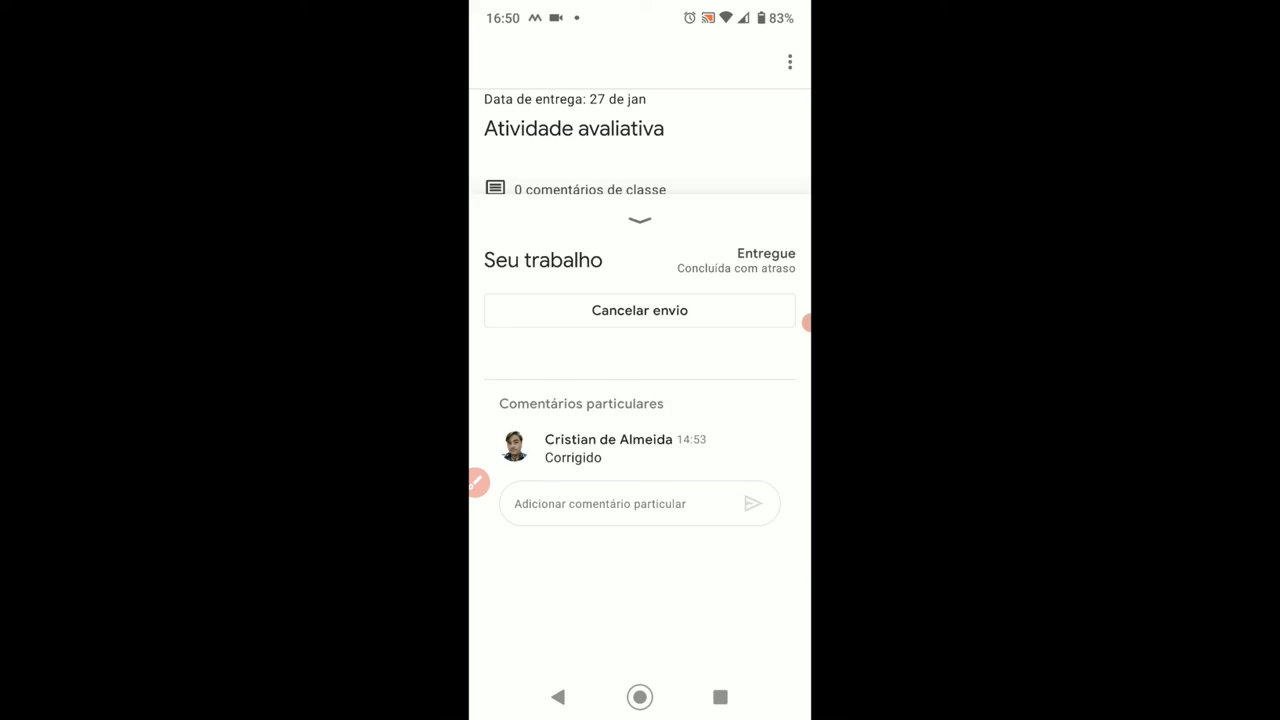 16:50
83%
Data de entrega: 27 de jan
Atividade avaliativa
0 comentários de classe
Seu trabalho
Entregue
Concluída com atraso
Cancelar envio
Comentários particulares
Cristian de Almeida 14:53
Corrigido
Adicionar comentário particular